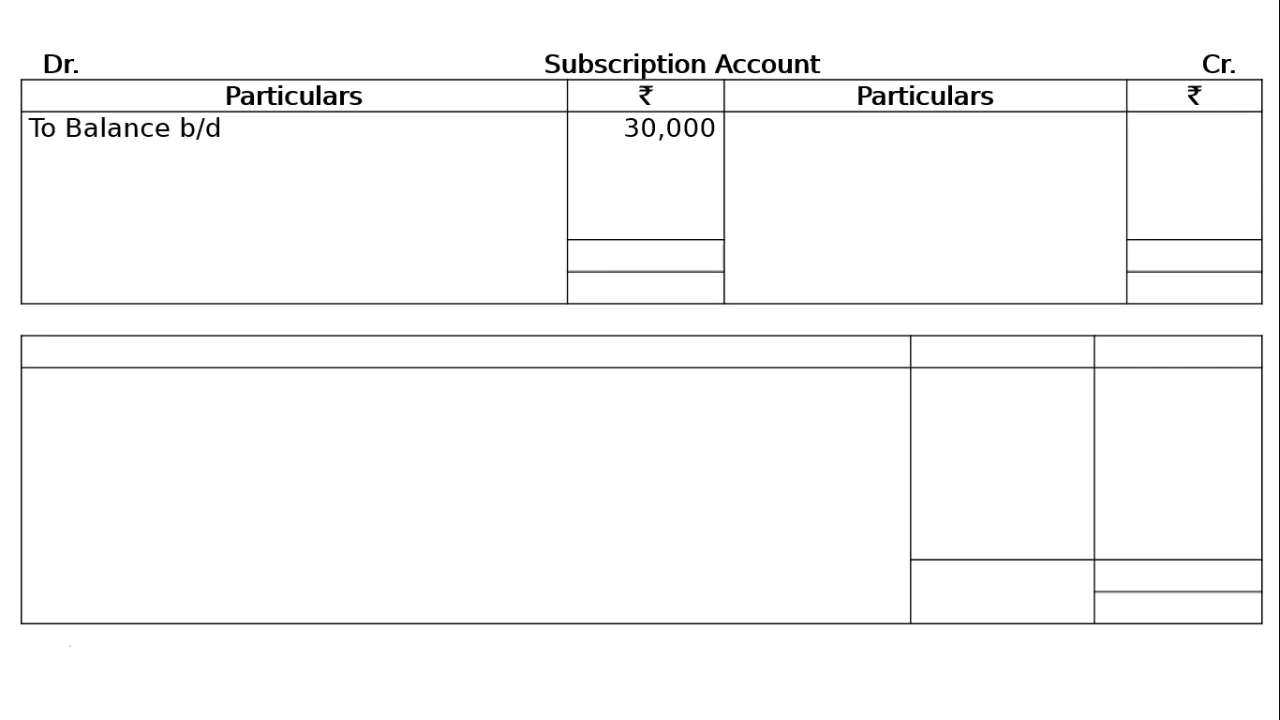 Dr. Subscription Account Cr.
Particulars ₹ Particulars ₹
To Balance b/d 30,000